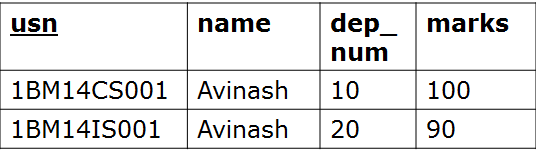 usn name dep_ marks
num
1BM14CS001 Avinash 10 100
1BM14IS001 Avinash 20 90